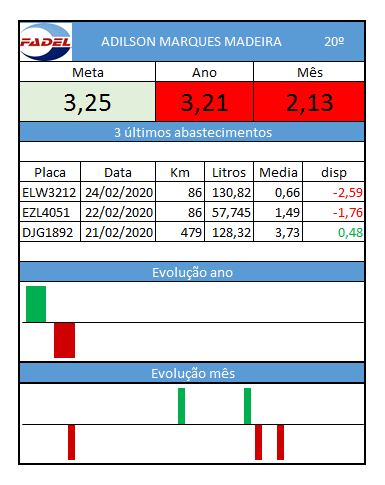 FADEL ADILSON MARQUES MADEIRA 20º
Meta Ano Mês
3,25 3,21 2,13
3 últimos abastecimentos
Placa Data Km Litros Media disp
ELW3212 24/02/2020 86 130,82 0,66 -2,59
EZL4051 22/02/2020 86 57,745 1,49 -1,76
DJG1892 21/02/2020 479 128,32 3,73 0,48
Evolução ano
Evolução mês